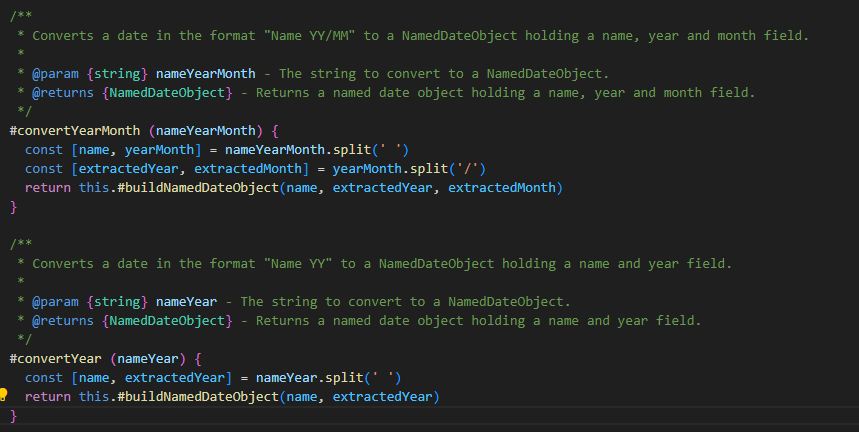 /**
 * Converts a date in the format "Name YY/MM" to a NamedDateObject holding a name, year and month field.
 *
 * @param {string} nameYearMonth - The string to convert to a NamedDateObject.
 * @returns {NamedDateObject} - Returns a named date object holding a name, year and month field.
 */
#convertYearMonth (nameYearMonth) {
  const [name, yearMonth] = nameYearMonth.split(' ')
  const [extractedYear, extractedMonth] = yearMonth.split('/')
  return this.#buildNamedDateObject(name, extractedYear, extractedMonth)
}

/**
 * Converts a date in the format "Name YY" to a NamedDateObject holding a name and year field.
 *
 * @param {string} nameYear - The string to convert to a NamedDateObject.
 * @returns {NamedDateObject} - Returns a named date object holding a name and year field.
 */
#convertYear (nameYear) {
  const [name, extractedYear] = nameYear.split(' ')
  return this.#buildNamedDateObject(name, extractedYear)
}